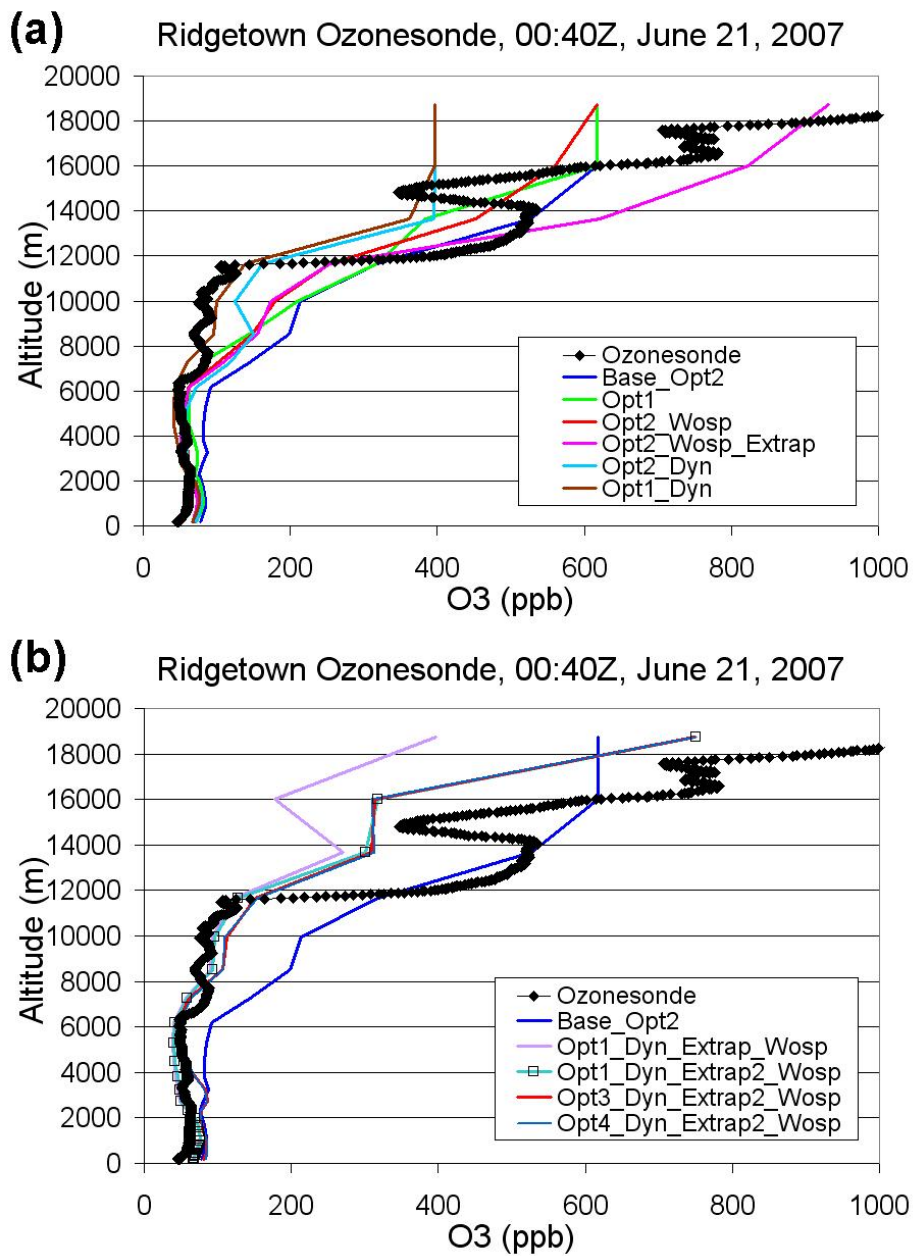 (a)
Ridgetown Ozonesonde, 00:40Z, June 21, 2007
20000
18000
16000
14000
12000
10000
8000
6000
4000
2000
0
Altitude (m)
Ozonesonde
Base_Opt2
Opt1
Opt2_Wosp
Opt2_Wosp_Extrap
Opt2_Dyn
Opt1_Dyn
0 200 400 600 800 1000
O3 (ppb)
(b)
Ridgetown Ozonesonde, 00:40Z, June 21, 2007
20000
18000
16000
14000
12000
10000
8000
6000
4000
2000
0
Altitude (m)
Ozonesonde
Base_Opt2
Opt1_Dyn_Extrap_Wosp
Opt1_Dyn_Extrap2_Wosp
Opt3_Dyn_Extrap2_Wosp
Opt4_Dyn_Extrap2_Wosp
0 200 400 600 800 1000
O3 (ppb)